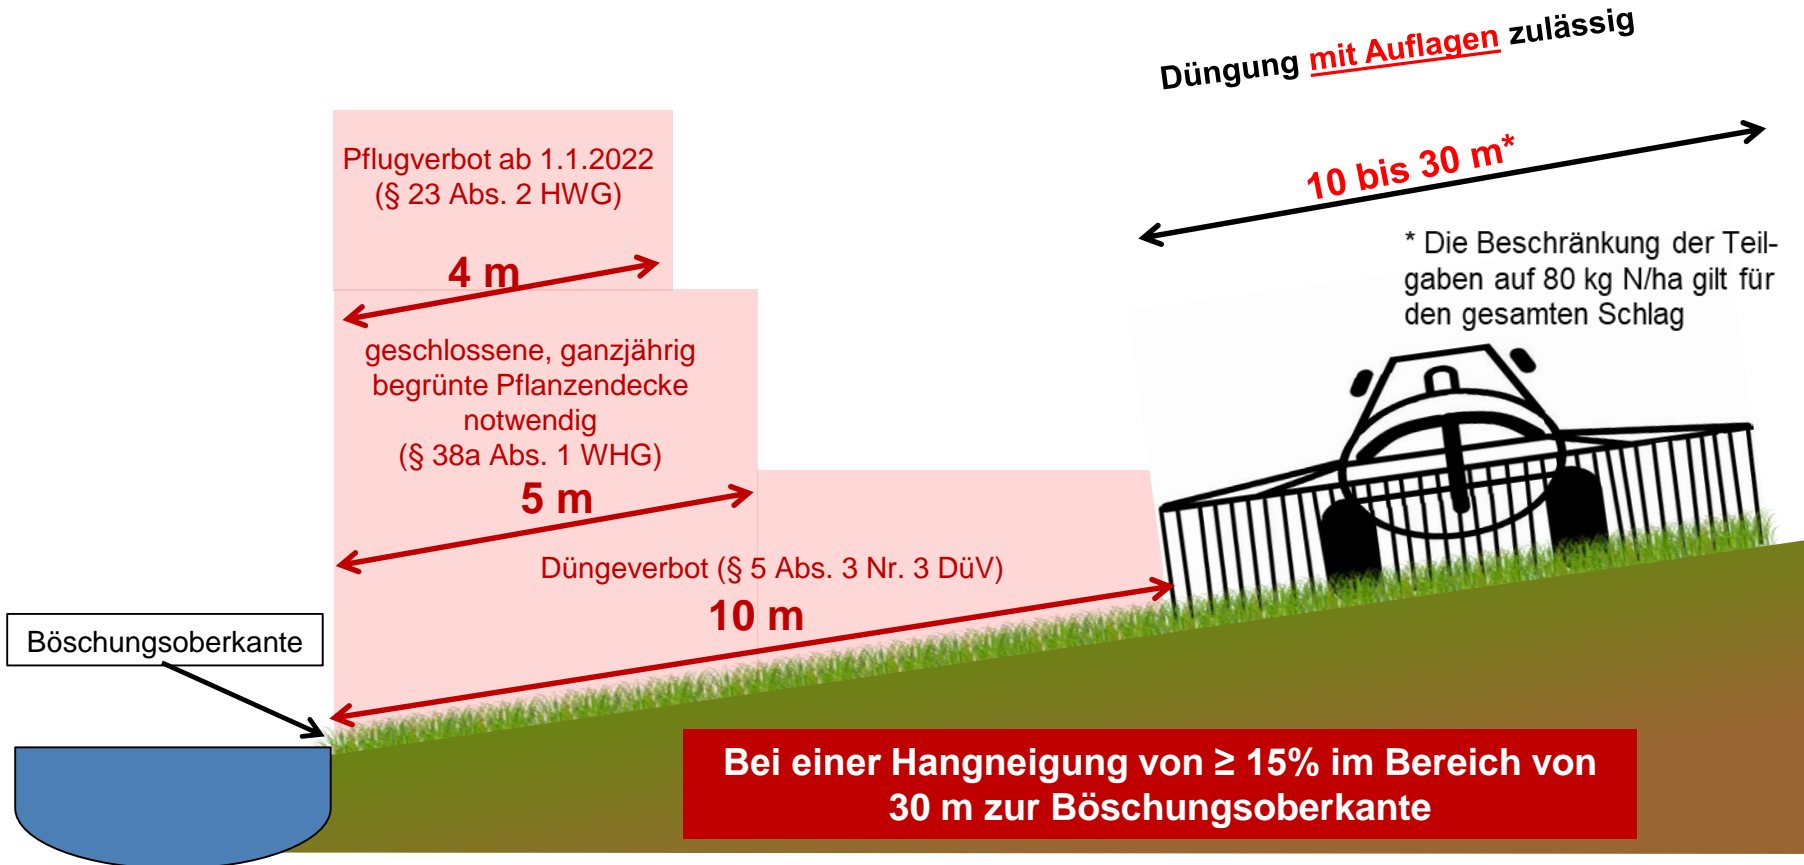 Düngung mit Auflagen zulässig
10 bis 30 m*
* Die Beschränkung der Teil-
gaben auf 80 kg N/ha gilt für
den gesamten Schlag
Pflugverbot ab 1.1.2022
(§ 23 Abs. 2 HWG)
4 m
geschlossene, ganzjährig
begrünte Pflanzendecke
notwendig
(§ 38a Abs. 1 WHG)
5 m
Düngeverbot (§ 5 Abs. 3 Nr. 3 DüV)
10 m
Böschungsoberkante
Bei einer Hangneigung von ≥ 15% im Bereich von
30 m zur Böschungsoberkante